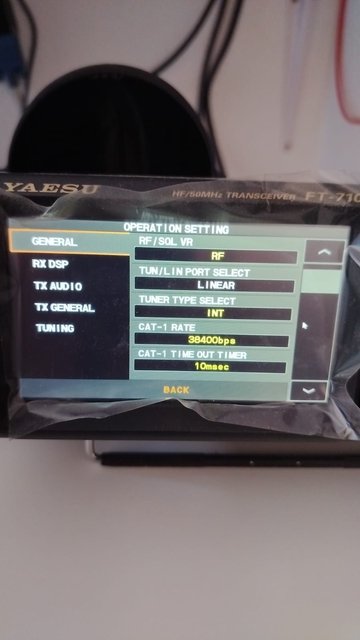 YAESU
HF/50MHz TRANSCEIVER FT-710
OPERATION SETTING
GENERAL
RX DSP
TX AUDIO
TX GENERAL
TUNING
RF/SQL VR
RF
TUN/LIN PORT SELECT
LINEAR
TUNER TYPE SELECT
INT
CAT-1 RATE
38400bps
CAT-1 TIME OUT TIMER
10msec
BACK